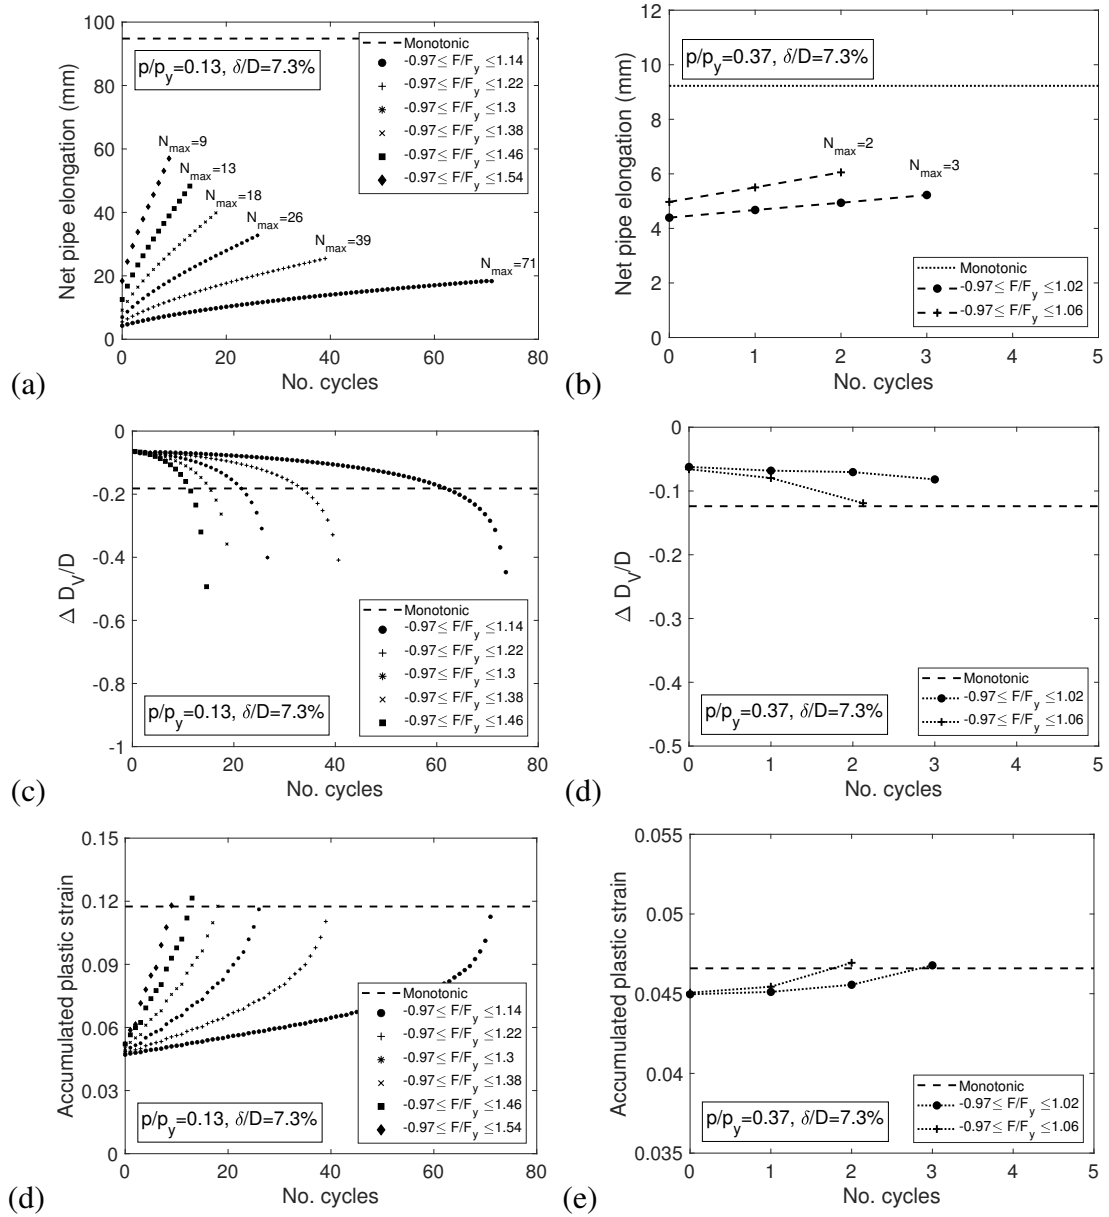 100
80
60
40
20
0
0
20
40
60
80
Net pipe elongation (mm)
No. cycles
p/p_y=0.13, δ/D=7.3%
Monotonic
-0.97≤ F/F_y ≤1.14
-0.97≤ F/F_y ≤1.22
-0.97≤ F/F_y ≤1.3
-0.97≤ F/F_y ≤1.38
-0.97≤ F/F_y ≤1.46
-0.97≤ F/F_y ≤1.54
N_max=9
N_max=13
N_max=18
N_max=26
N_max=39
N_max=71
(a)
12
10
8
6
4
2
0
0
1
2
3
4
5
Net pipe elongation (mm)
No. cycles
p/p_y=0.37, δ/D=7.3%
N_max=2
N_max=3
Monotonic
-0.97≤ F/F_y ≤1.02
-0.97≤ F/F_y ≤1.06
(b)
0
-0.2
-0.4
-0.6
-0.8
-1
0
20
40
60
80
Δ D_V/D
No. cycles
p/p_y=0.13, δ/D=7.3%
Monotonic
-0.97≤ F/F_y ≤1.14
-0.97≤ F/F_y ≤1.22
-0.97≤ F/F_y ≤1.3
-0.97≤ F/F_y ≤1.38
-0.97≤ F/F_y ≤1.46
(c)
0
-0.1
-0.2
-0.3
-0.4
-0.5
0
1
2
3
4
5
Δ D_V/D
No. cycles
p/p_y=0.37, δ/D=7.3%
Monotonic
-0.97≤ F/F_y ≤1.02
-0.97≤ F/F_y ≤1.06
(d)
0.15
0.12
0.09
0.06
0.03
0
0
20
40
60
80
Accumulated plastic strain
No. cycles
p/p_y=0.13, δ/D=7.3%
Monotonic
-0.97≤ F/F_y ≤1.14
-0.97≤ F/F_y ≤1.22
-0.97≤ F/F_y ≤1.3
-0.97≤ F/F_y ≤1.38
-0.97≤ F/F_y ≤1.46
-0.97≤ F/F_y ≤1.54
(d)
0.055
0.05
0.045
0.04
0.035
0
1
2
3
4
5
Accumulated plastic strain
No. cycles
p/p_y=0.37, δ/D=7.3%
Monotonic
-0.97≤ F/F_y ≤1.02
-0.97≤ F/F_y ≤1.06
(e)